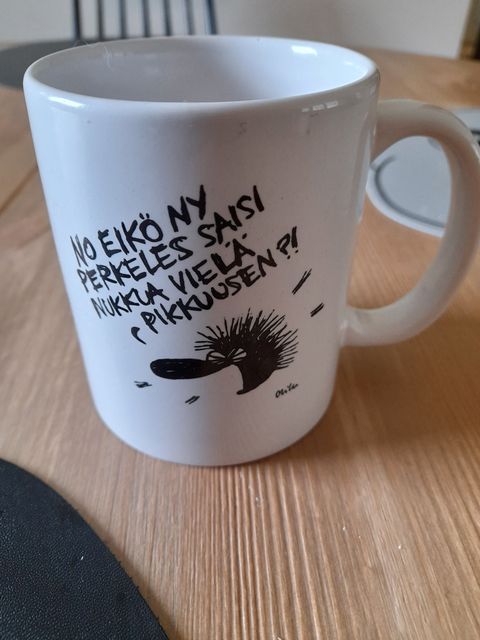 NO EIKÖ NY
PERKELES SAISI
NUKKUA VIELÄ
PIKKUUSEN?!